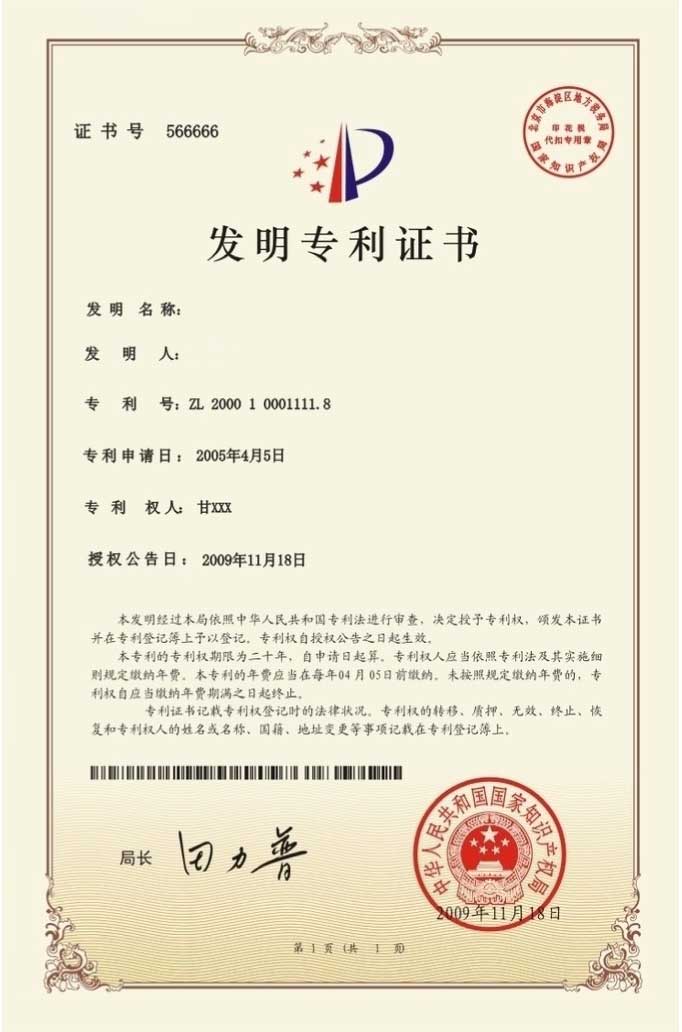 证书号 566666
北京市海淀区地方税务局
印花税
代扣专用章
国家知识产权局
发明专利证书
发明名称:
发明人:
专利号: ZL 2000 1 0001111.8
专利申请日: 2005年4月5日
专利权人: 甘XXX
授权公告日: 2009年11月18日
本发明经过本局依照中华人民共和国专利法进行审查，决定授予专利权，颁发本证书
并在专利登记簿上予以登记。专利权自授权公告之日起生效。
本专利的专利权期限为二十年，自申请日起算。专利权人应当依照专利法及其实施细
则规定缴纳年费。本专利的年费应当在每年04月05日前缴纳。未按照规定缴纳年费的，专
利权自应当缴纳年费期满之日起终止。
专利证书记载专利权登记时的法律状况。专利权的转移、质押、无效、终止、恢
复和专利权人的姓名或名称、国籍、地址变更等事项记载在专利登记簿上。
局长 田力普
中华人民共和国国家知识产权局
2009年11月18日
第1页(共 1 页)